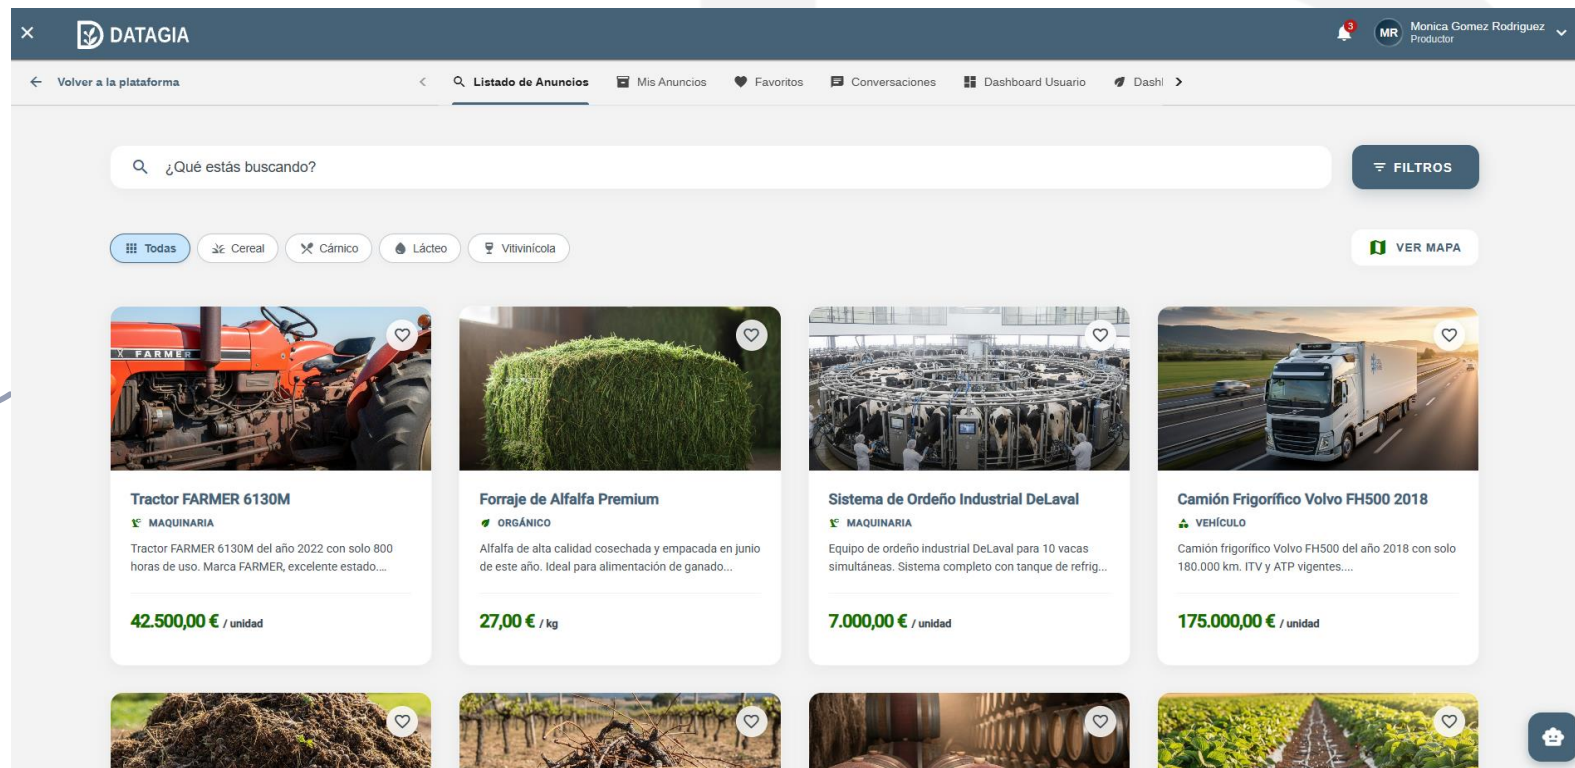 DATAGIA
3
MR
Monica Gomez Rodriguez
Productor
Volver a la plataforma
Listado de Anuncios
Mis Anuncios
Favoritos
Conversaciones
Dashboard Usuario
Dash
¿Qué estás buscando?
FILTROS
Todas
Cereal
Cárnico
Lácteo
Vitivinícola
VER MAPA
X FARMER
Tractor FARMER 6130M
MAQUINARIA
Tractor FARMER 6130M del año 2022 con solo 800
horas de uso. Marca FARMER, excelente estado....
42.500,00 € / unidad
Forraje de Alfalfa Premium
ORGÁNICO
Alfalfa de alta calidad cosechada y empacada en junio
de este año. Ideal para alimentación de ganado...
27,00 € / kg
Sistema de Ordeño Industrial DeLaval
MAQUINARIA
Equipo de ordeño industrial DeLaval para 10 vacas
simultáneas. Sistema completo con tanque de refrig...
7.000,00 € / unidad
Camión Frigorífico Volvo FH500 2018
VEHÍCULO
Camión frigorífico Volvo FH500 del año 2018 con solo
180.000 km. ITV y ATP vigentes....
175.000,00 € / unidad